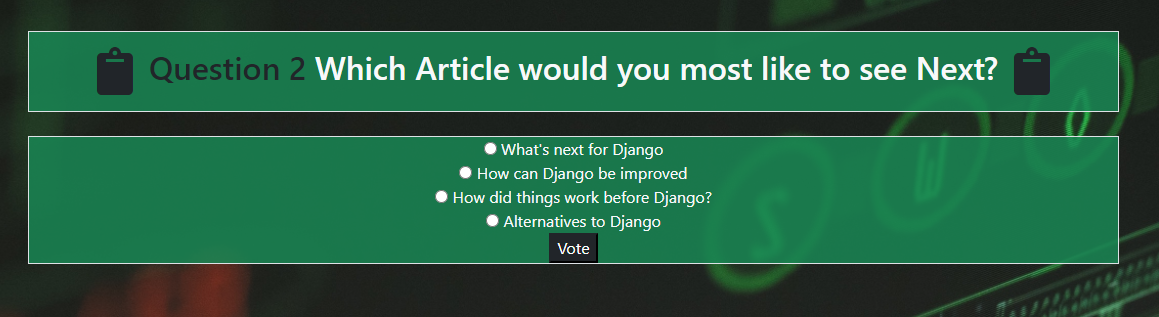 Question 2 Which Article would you most like to see Next?
What's next for Django
How can Django be improved
How did things work before Django?
Alternatives to Django
Vote